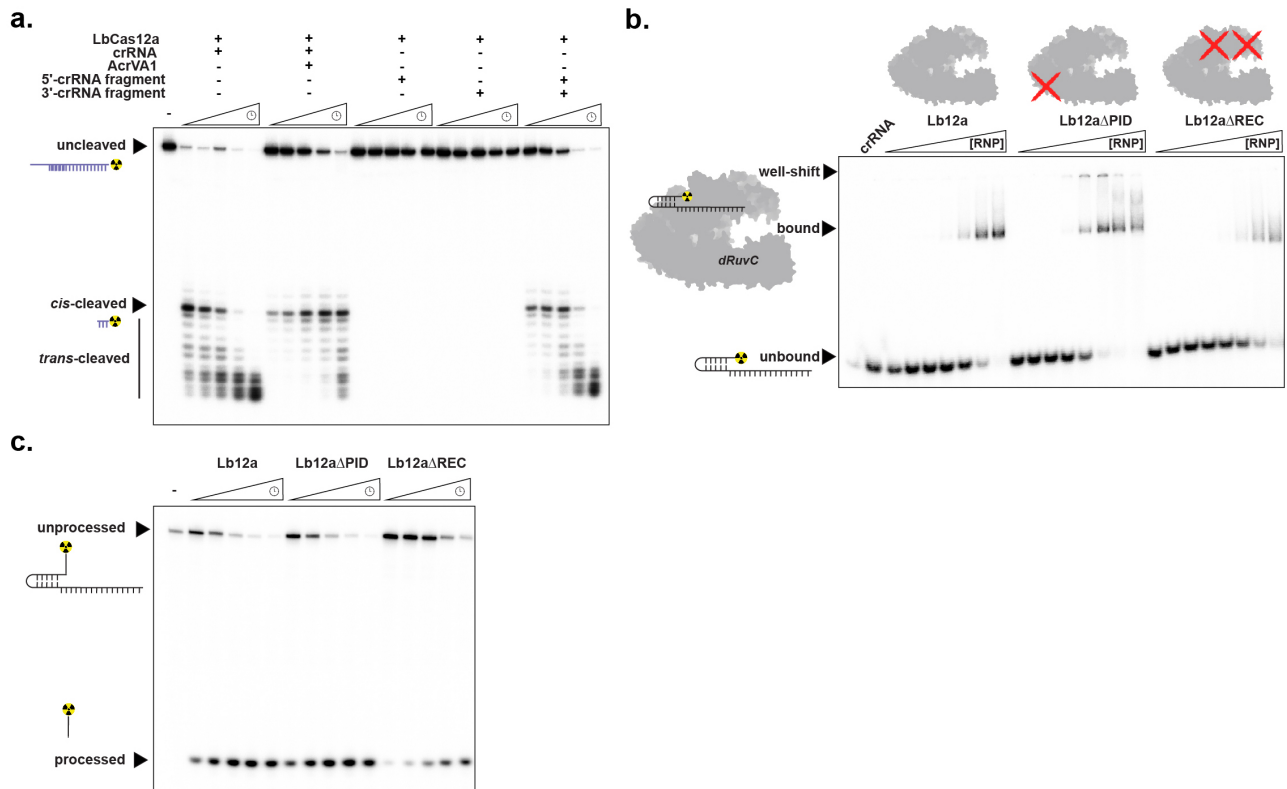 a.
LbCas12a + + + + +
crRNA + + - - -
AcrVA1 - + - - -
5'-crRNA fragment - - + - +
3'-crRNA fragment - - - + +
-
uncleaved
cis-cleaved
trans-cleaved
b.
crRNA
Lb12a
Lb12aΔPID
Lb12aΔREC
[RNP]
[RNP]
[RNP]
well-shift
bound
dRuvC
unbound
c.
Lb12a
Lb12aΔPID
Lb12aΔREC
-
unprocessed
processed